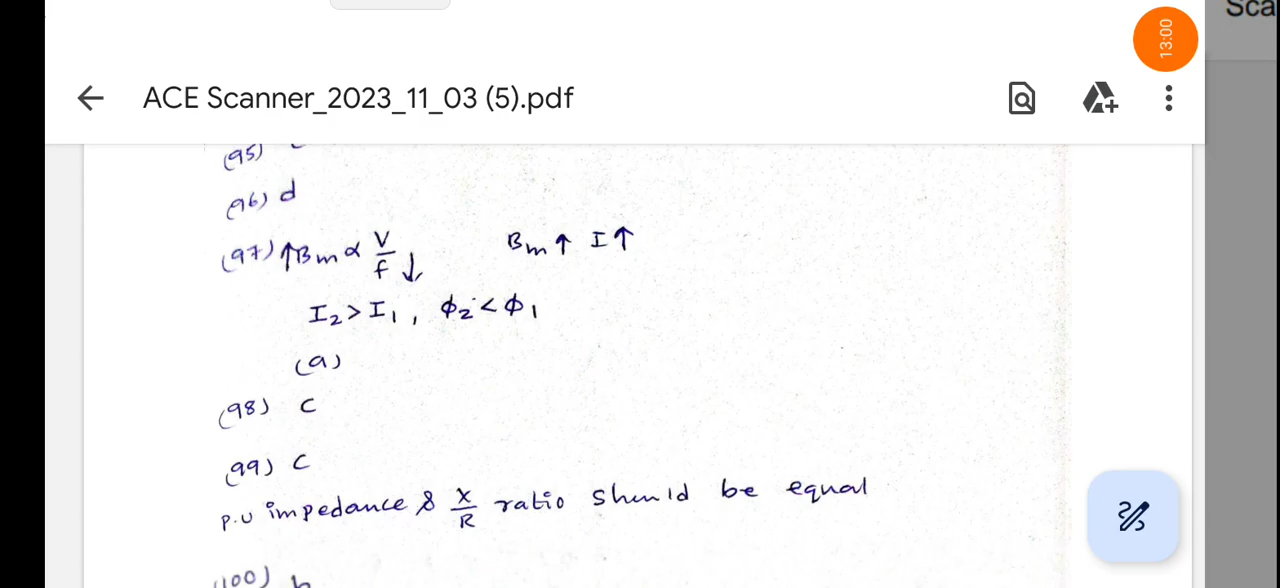 Sca
13:00
ACE Scanner_2023_11_03 (5).pdf
(95)
(96) d
(97) ↑Bm ∝ V/f ↓ Bm ↑ I ↑
I₂ > I₁ , ϕ₂ < ϕ₁
(a)
(98) c
(99) c
p.u impedance & X/R ratio should be equal
(100) b